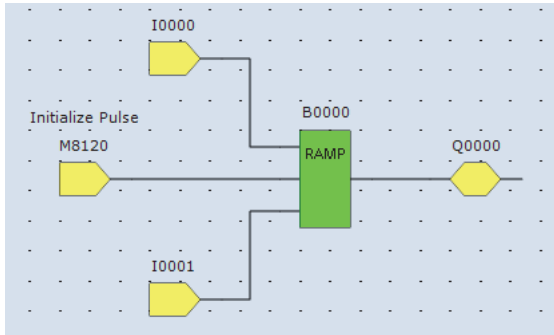 I0000
Initialize Pulse
M8120
B0000
RAMP
Q0000
I0001